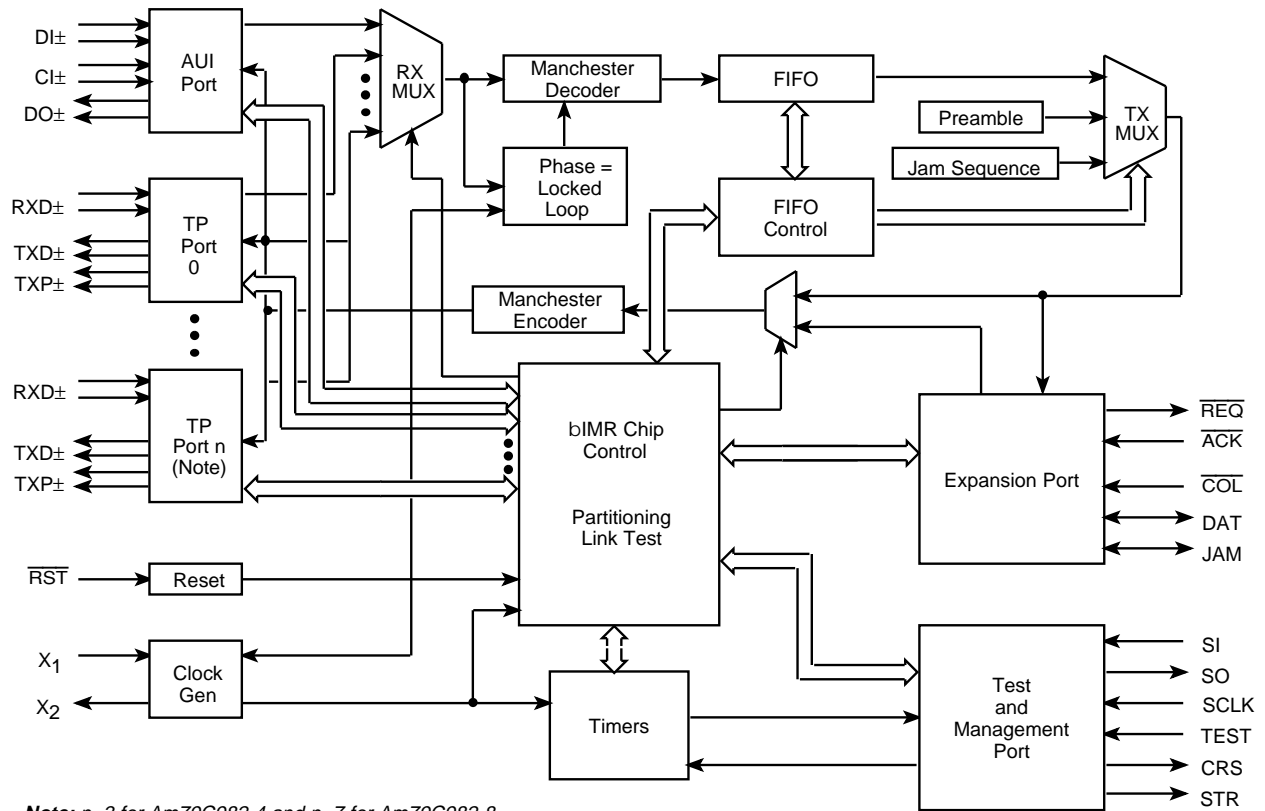 DI±
CI±
DO±
AUI
Port
RX
MUX
Manchester
Decoder
FIFO
Preamble
Jam Sequence
TX
MUX
Phase =
Locked
Loop
FIFO
Control
RXD±
TXD±
TXP±
TP
Port
0
Manchester
Encoder
RXD±
TXD±
TXP±
TP
Port n
(Note)
bIMR Chip
Control
Partitioning
Link Test
Expansion Port
REQ
ACK
COL
DAT
JAM
RST
Reset
X1
X2
Clock
Gen
Timers
Test
and
Management
Port
SI
SO
SCLK
TEST
CRS
STR